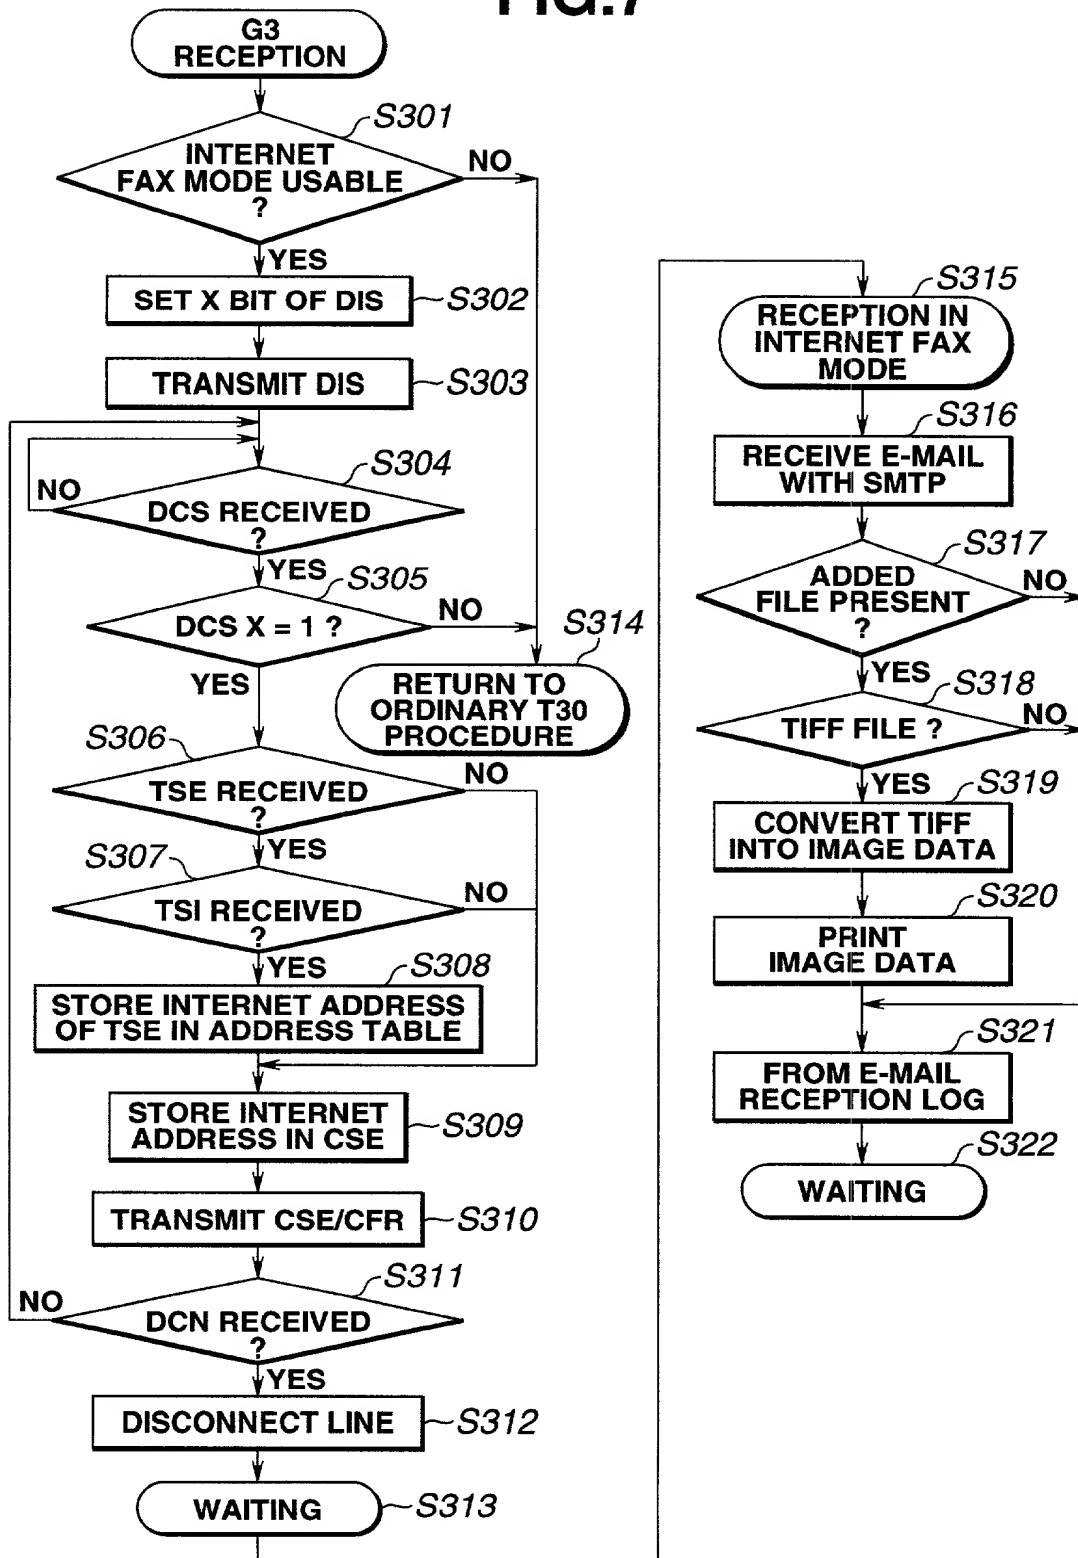 FIG.7
G3
RECEPTION
S301
INTERNET
FAX MODE USABLE
?
NO
YES
SET X BIT OF DIS
S302
TRANSMIT DIS
S303
S304
NO
DCS RECEIVED
?
YES
S305
DCS X = 1 ?
NO
YES
S314
RETURN TO
ORDINARY T30
PROCEDURE
S306
TSE RECEIVED
?
NO
YES
S307
TSI RECEIVED
?
NO
YES
S308
STORE INTERNET ADDRESS
OF TSE IN ADDRESS TABLE
STORE INTERNET
ADDRESS IN CSE
S309
TRANSMIT CSE/CFR
S310
S311
NO
DCN RECEIVED
?
YES
DISCONNECT LINE
S312
WAITING
S313
S315
RECEPTION IN
INTERNET FAX
MODE
S316
RECEIVE E-MAIL
WITH SMTP
S317
ADDED
FILE PRESENT
?
NO
YES
S318
TIFF FILE ?
NO
YES
S319
CONVERT TIFF
INTO IMAGE DATA
S320
PRINT
IMAGE DATA
S321
FROM E-MAIL
RECEPTION LOG
S322
WAITING